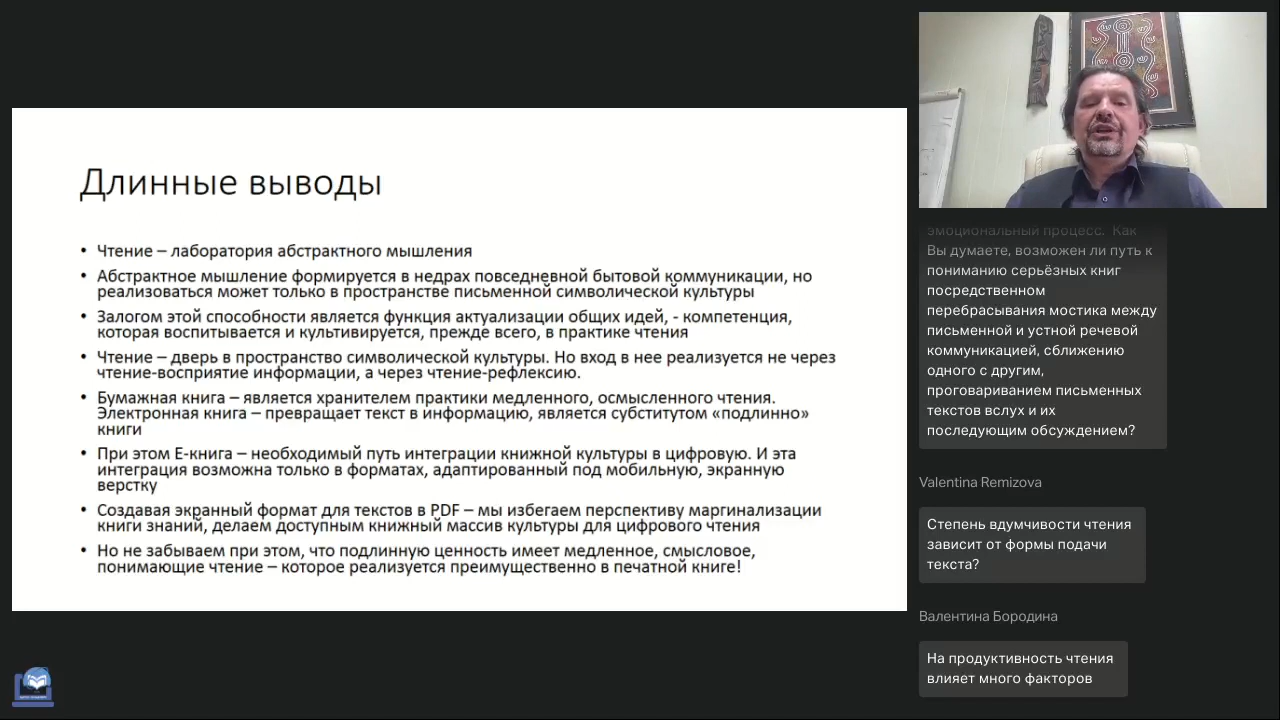 Длинные выводы
• Чтение – лаборатория абстрактного мышления
• Абстрактное мышление формируется в недрах повседневной бытовой коммуникации, но
реализоваться может только в пространстве письменной символической культуры
• Залогом этой способности является функция актуализации общих идей, - компетенция,
которая воспитывается и культивируется, прежде всего, в практике чтения
• Чтение – дверь в пространство символической культуры. Но вход в нее реализуется не через
чтение-восприятие информации, а через чтение-рефлексию.
• Бумажная книга – является хранителем практики медленного, осмысленного чтения.
Электронная книга – превращает текст в информацию, является субститутом «подлинно»
книги
• При этом Е-книга – необходимый путь интеграции книжной культуры в цифровую. И эта
интеграция возможна только в форматах, адаптированный под мобильную, экранную
верстку
• Создавая экранный формат для текстов в PDF – мы избегаем перспективу маргинализации
книги знаний, делаем доступным книжный массив культуры для цифрового чтения
• Но не забываем при этом, что подлинную ценность имеет медленное, смысловое,
понимающие чтение – которое реализуется преимущественно в печатной книге!
эмоциональный процесс. Как
Вы думаете, возможен ли путь к
пониманию серьёзных книг
посредственном
перебрасывания мостика между
письменной и устной речевой
коммуникацией, сближению
одного с другим,
проговариванием письменных
текстов вслух и их
последующим обсуждением?
Valentina Remizova
Степень вдумчивости чтения
зависит от формы подачи
текста?
Валентина Бородина
На продуктивность чтения
влияет много факторов